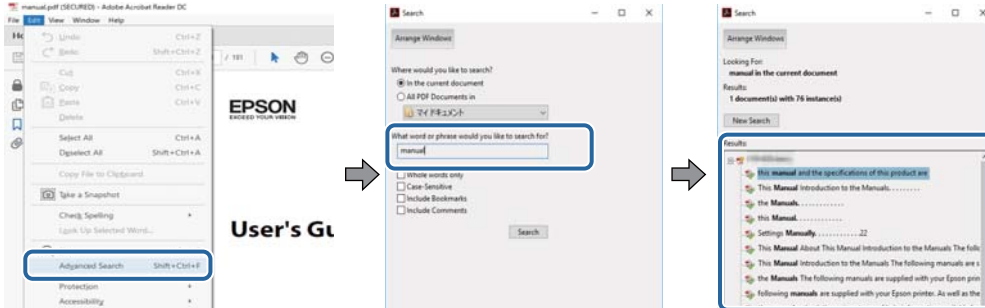 manual.pdf (SECURED) - Adobe Acrobat Reader DC
File Edit View Window Help
Undo Ctrl+Z
Redo Shift+Ctrl+Z
Cut Ctrl+X
Copy Ctrl+C
Paste Ctrl+V
Delete
Select All Ctrl+A
Deselect All Shift+Ctrl+A
Copy File to Clipboard
Take a Snapshot
Check Spelling
Look Up Selected Word...
Advanced Search Shift+Ctrl+F
Protection
Accessibility
/ 191
EPSON
EXCEED YOUR VISION
User's Gu
Search
Arrange Windows
Where would you like to search?
In the current document
All PDF Documents in
マイ ドキュメント
What word or phrase would you like to search for?
manual
Whole words only
Case-Sensitive
Include Bookmarks
Include Comments
Search
Search
Arrange Windows
Looking For:
manual in the current document
Results:
1 document(s) with 76 instance(s)
New Search
Results:
this manual and the specifications of this product are
This Manual Introduction to the Manuals. . . . . . . . .
the Manuals. . . . . . . . . . . . .
this Manual. . . . . . . . . . . . .
Settings Manually. . . . . . . . . . . . .22
This Manual About This Manual Introduction to the Manuals The follo
This Manual Introduction to the Manuals The following manuals are s
the Manuals The following manuals are supplied with your Epson prin
following manuals are supplied with your Epson printer. As well as the